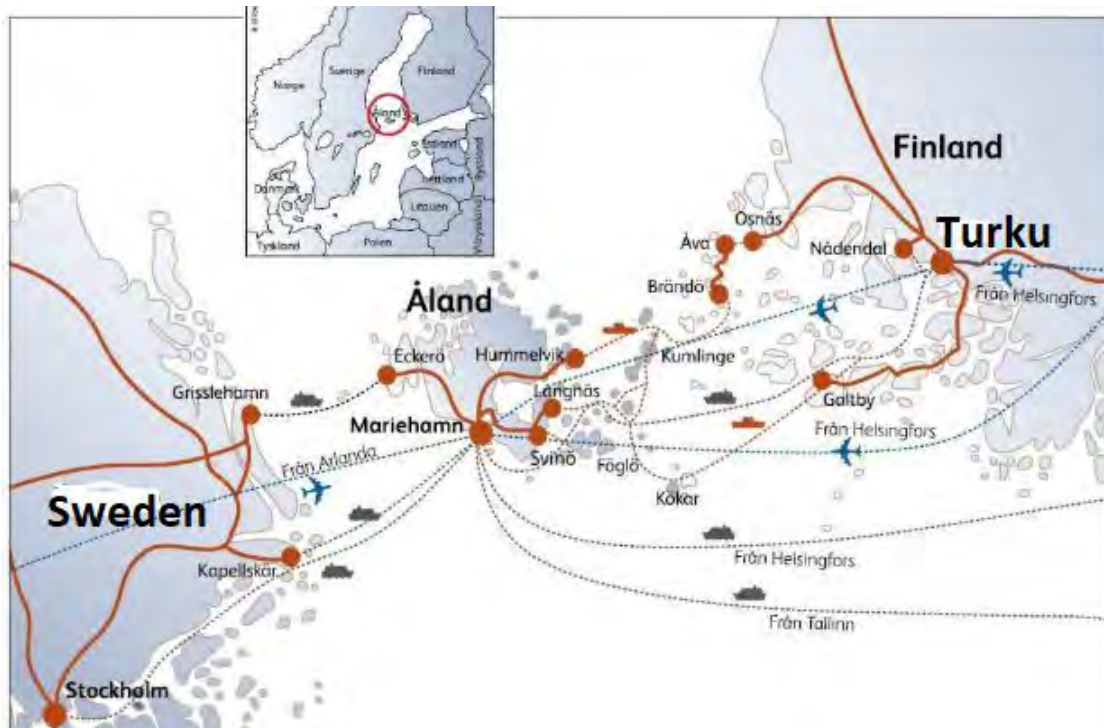 Norge
Sverige
Finland
Åland
Estland
Lettland
Litauen
Ryssland
Danmark
Tyskland
Polen
Finland
Osnäs
Åva
Nådendal
Turku
Brändö
Från Helsingfors
Åland
Eckerö
Hummelvik
Kumlinge
Grisslehamn
Långnäs
Galtby
Mariehamn
Från Helsingfors
Svinö
Föglö
Från Arlanda
Kökar
Sweden
Från Helsingfors
Kapellskär
Från Tallinn
Stockholm